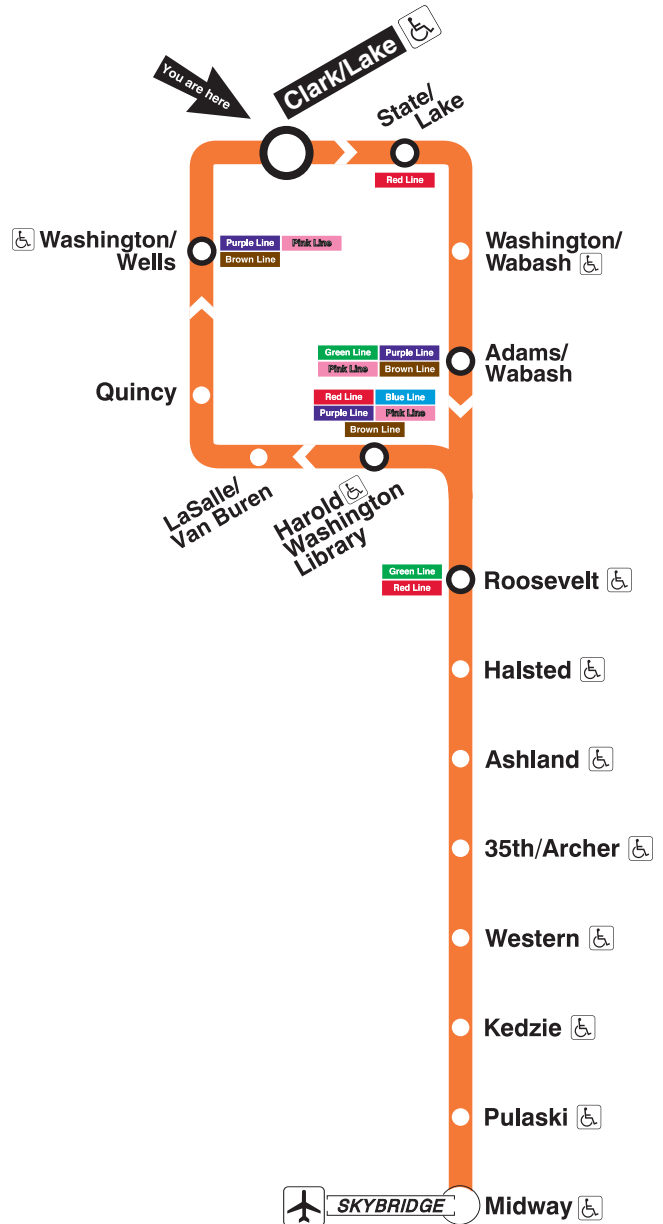 You are here
Clark/Lake
State/
Lake
Red Line
Washington/
Wells
Purple Line
Pink Line
Brown Line
Washington/
Wabash
Green Line
Purple Line
Pink Line
Brown Line
Adams/
Wabash
Quincy
Red Line
Blue Line
Purple Line
Pink Line
Brown Line
LaSalle/
Van Buren
Harold
Washington
Library
Green Line
Red Line
Roosevelt
Halsted
Ashland
35th/Archer
Western
Kedzie
Pulaski
SKYBRIDGE
Midway